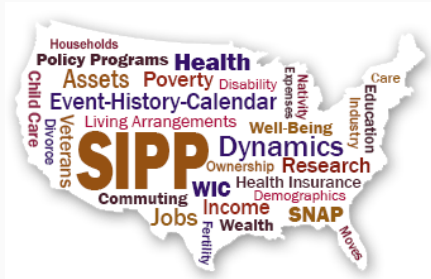 Households
Policy Programs
Health
Assets
Poverty
Disability
Nativity
Expenses
Care
Child Care
Event-History-Calendar
Industry
Education
Divorce
Veterans
Living Arrangements
Well-Being
SIPP
Dynamics
Ownership
Research
WIC
Health Insurance
Commuting
Demographics
Jobs
Income
SNAP
Fertility
Wealth
Moves